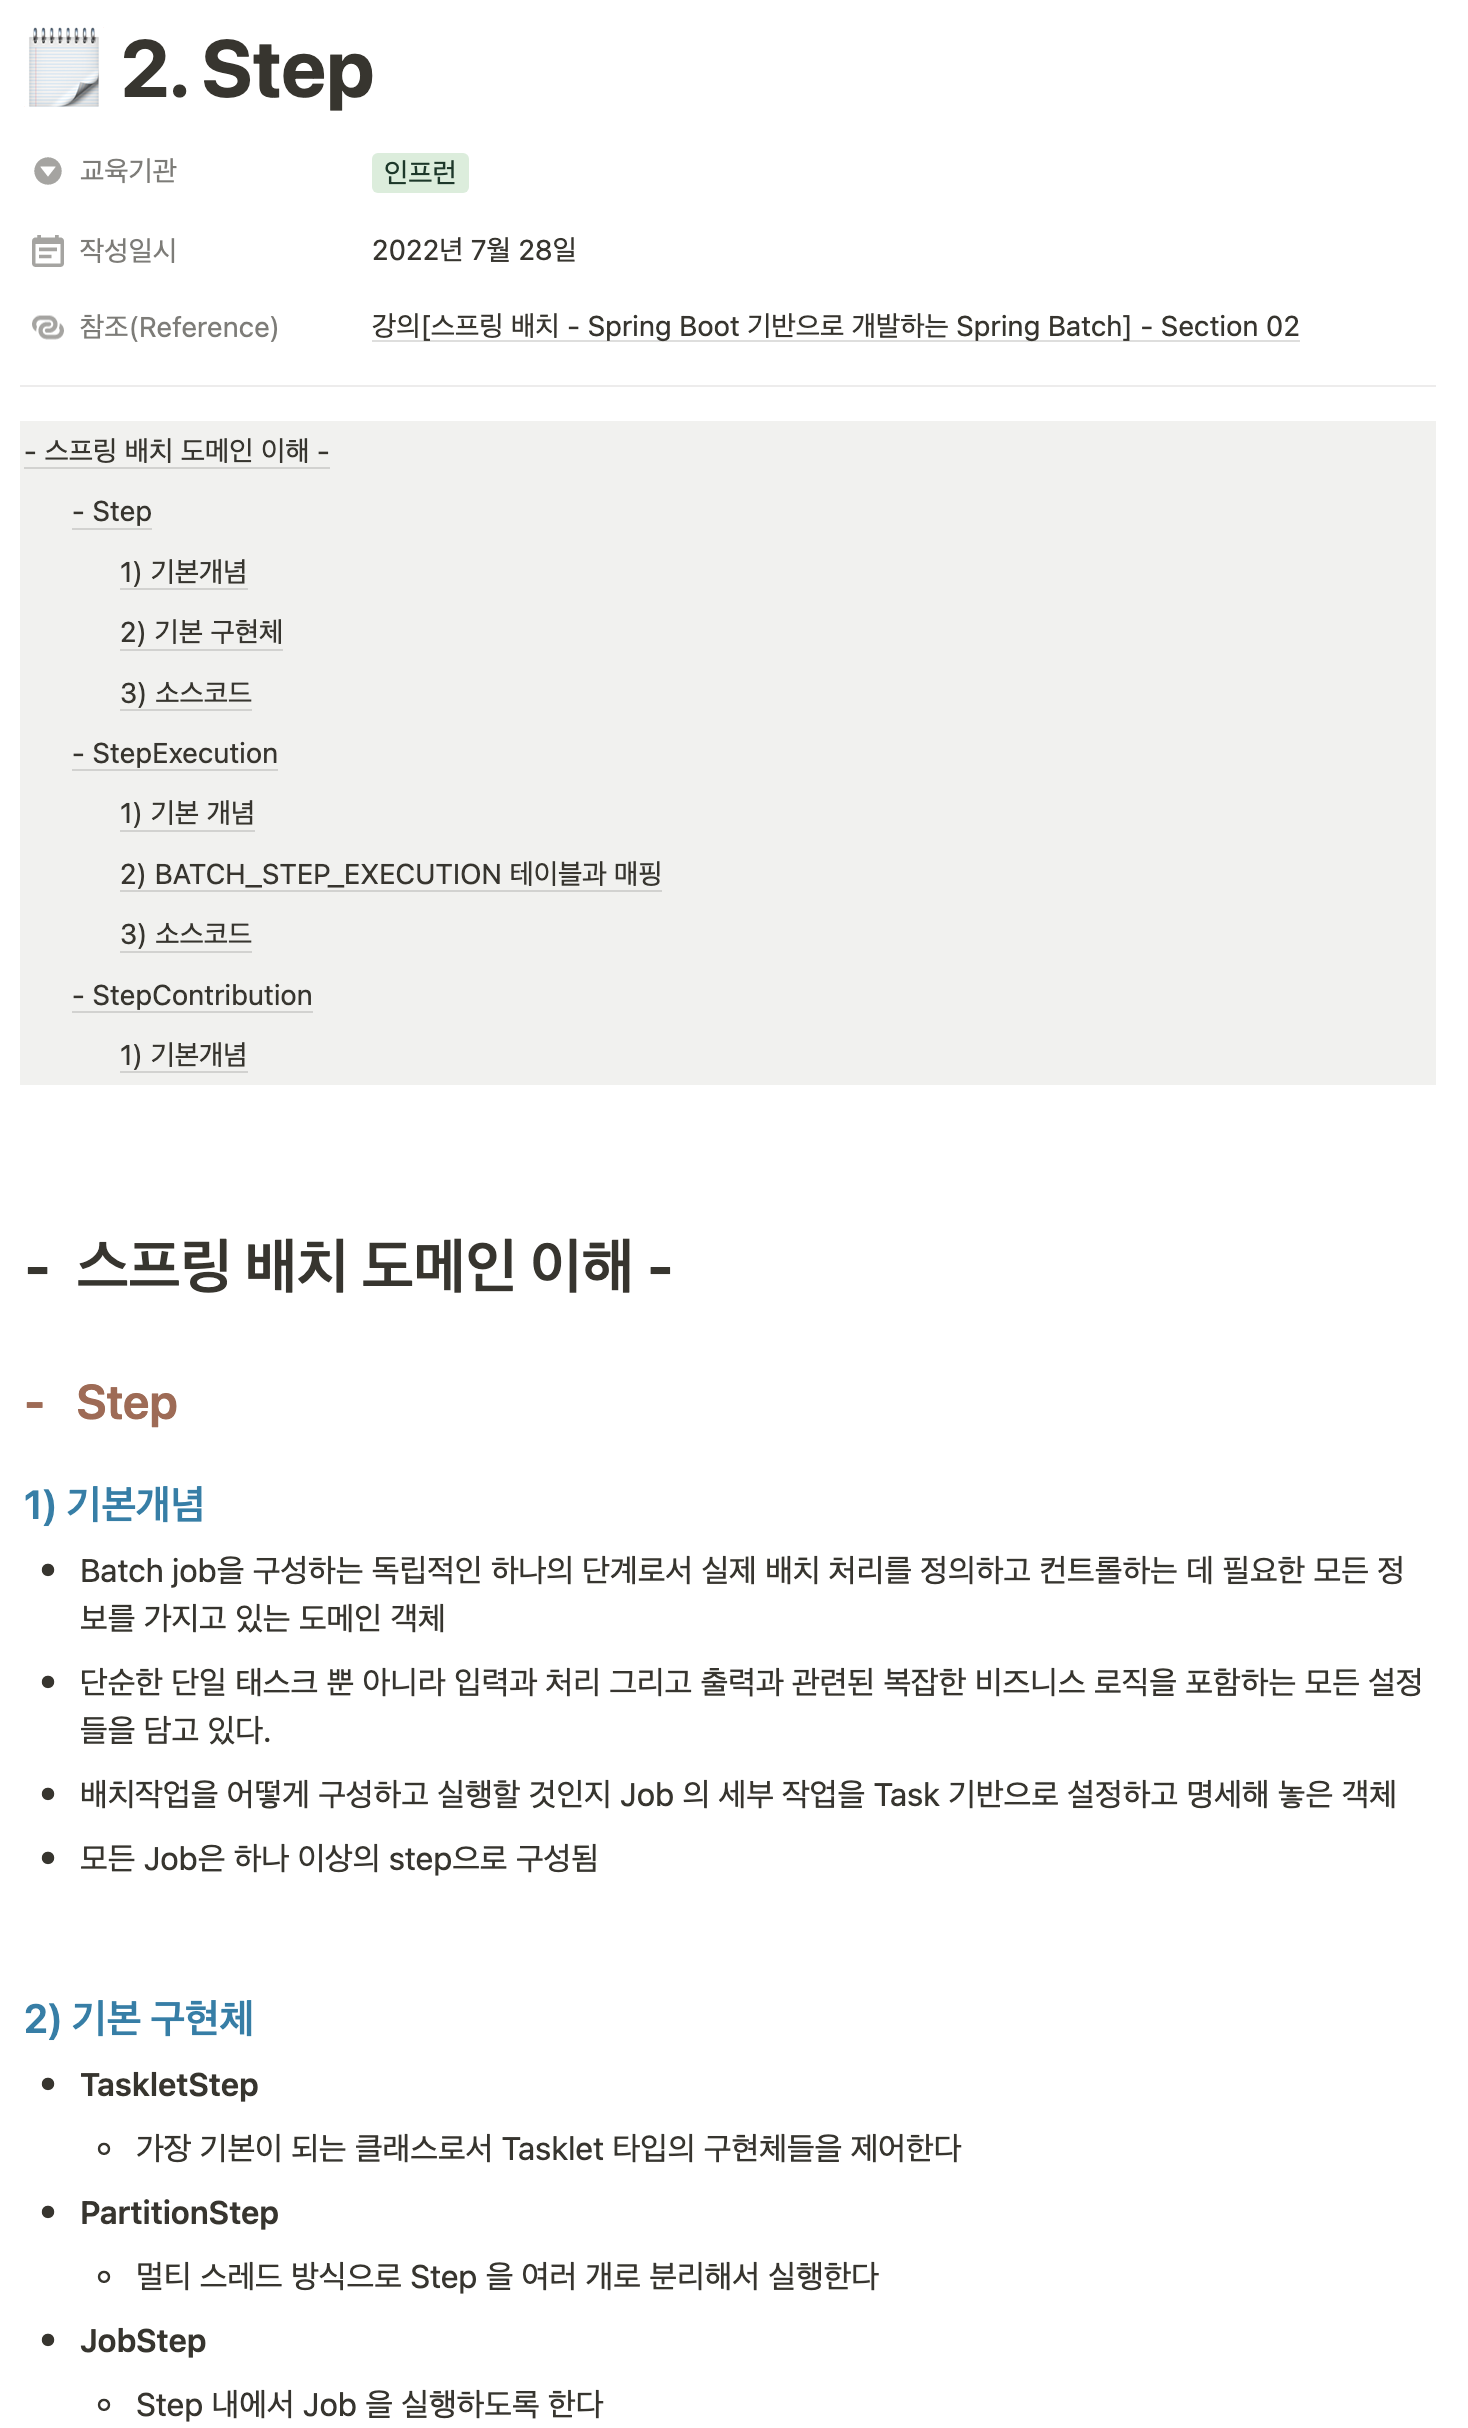 2. Step
교육기관 인프런
작성일시 2022년 7월 28일
참조(Reference) 강의[스프링 배치 - Spring Boot 기반으로 개발하는 Spring Batch] - Section 02
- 스프링 배치 도메인 이해 -
- Step
1) 기본개념
2) 기본 구현체
3) 소스코드
- StepExecution
1) 기본 개념
2) BATCH_STEP_EXECUTION 테이블과 매핑
3) 소스코드
- StepContribution
1) 기본개념
- 스프링 배치 도메인 이해 -
- Step
1) 기본개념
• Batch job을 구성하는 독립적인 하나의 단계로서 실제 배치 처리를 정의하고 컨트롤하는 데 필요한 모든 정
보를 가지고 있는 도메인 객체
• 단순한 단일 태스크 뿐 아니라 입력과 처리 그리고 출력과 관련된 복잡한 비즈니스 로직을 포함하는 모든 설정
들을 담고 있다.
• 배치작업을 어떻게 구성하고 실행할 것인지 Job 의 세부 작업을 Task 기반으로 설정하고 명세해 놓은 객체
• 모든 Job은 하나 이상의 step으로 구성됨
2) 기본 구현체
• TaskletStep
◦ 가장 기본이 되는 클래스로서 Tasklet 타입의 구현체들을 제어한다
• PartitionStep
◦ 멀티 스레드 방식으로 Step 을 여러 개로 분리해서 실행한다
• JobStep
◦ Step 내에서 Job 을 실행하도록 한다